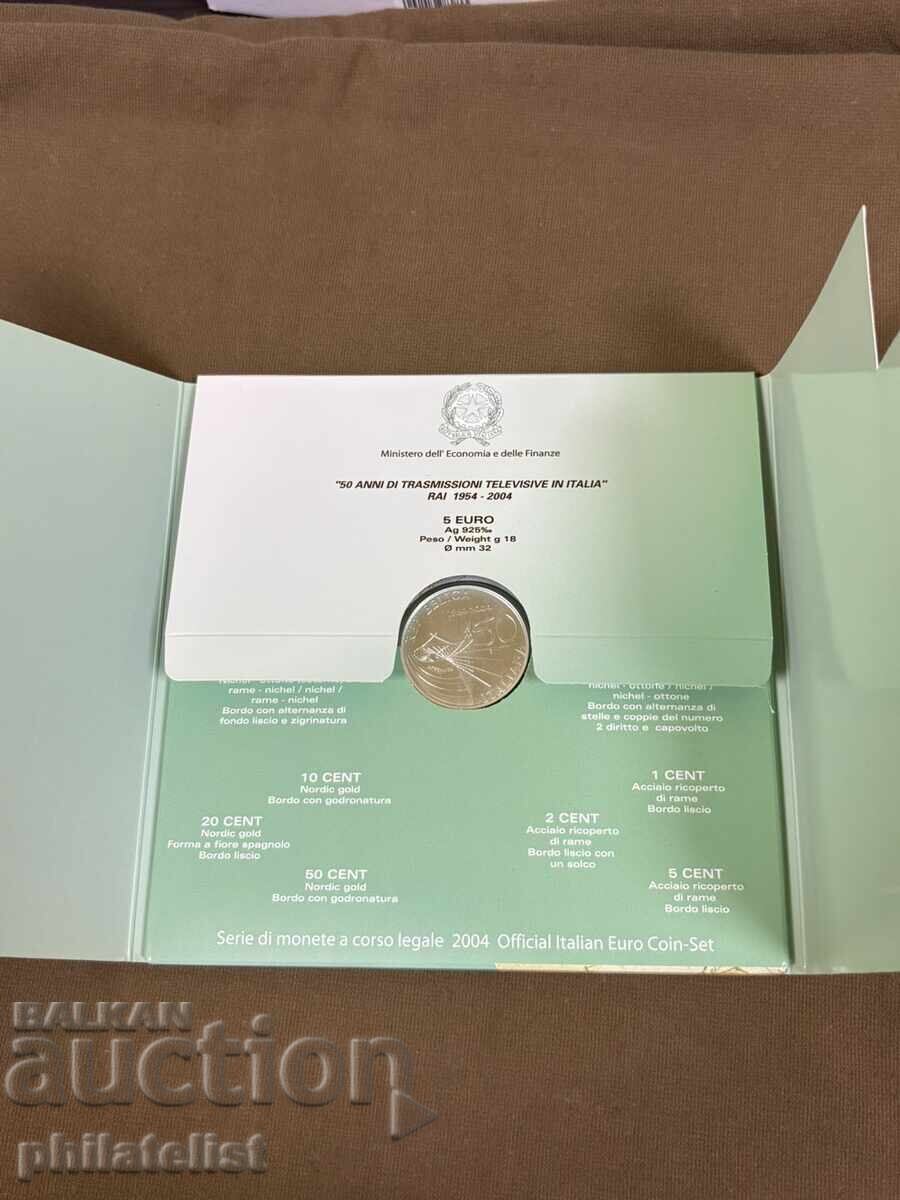 Ministero dell' Economia e delle Finanze
"50 ANNI DI TRASMISSIONI TELEVISIVE IN ITALIA"
RAI 1954 - 2004
5 EURO
Ag 925‰
Peso / Weight g 18
Ø mm 32
50
rame - nichel / nichel /
rame - nichel
Bordo con alternanza di
fondo liscio e zigrinatura
nichel - ottone / nichel /
nichel - ottone
Bordo con alternanza di
stelle e coppie del numero
2 diritto e capovolto
10 CENT
Nordic gold
Bordo con godronatura
1 CENT
Acciaio ricoperto
di rame
Bordo liscio
20 CENT
Nordic gold
Forma a fiore spagnolo
Bordo liscio
2 CENT
Acciaio ricoperto
di rame
Bordo liscio con
un solco
50 CENT
Nordic gold
Bordo con godronatura
5 CENT
Acciaio ricoperto
di rame
Bordo liscio
Serie di monete a corso legale 2004 Official Italian Euro Coin-Set
BALKAN
auction
philatelist